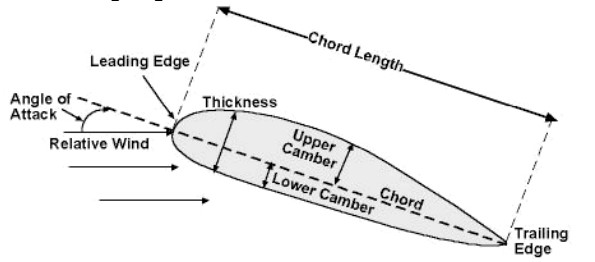 Chord Length
Leading Edge
Angle of
Attack
Thickness
Relative Wind
Upper
Camber
Lower Camber
Chord
Trailing
Edge